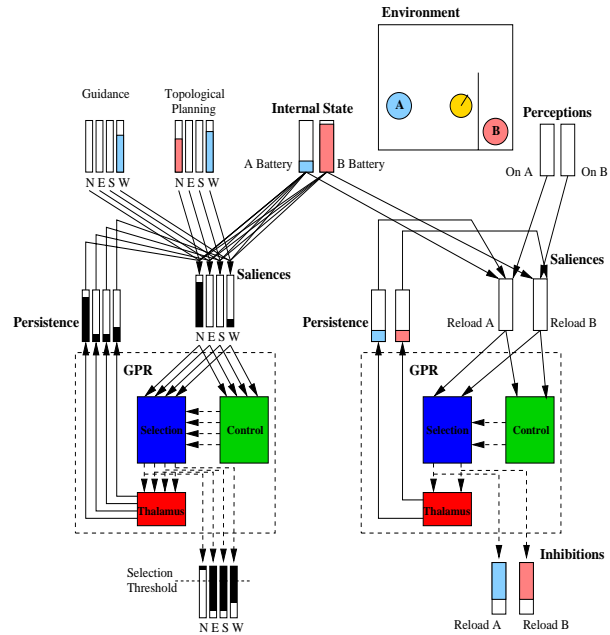 Environment
Guidance
Topological
Planning
Internal State
Perceptions
A
B
A Battery
B Battery
On A
On B
N E S W
N E S W
Saliences
Saliences
Persistence
N E S W
Persistence
Reload A
Reload B
GPR
GPR
Selection
Control
Selection
Control
Thalamus
Thalamus
Selection
Threshold
Inhibitions
N E S W
Reload A
Reload B